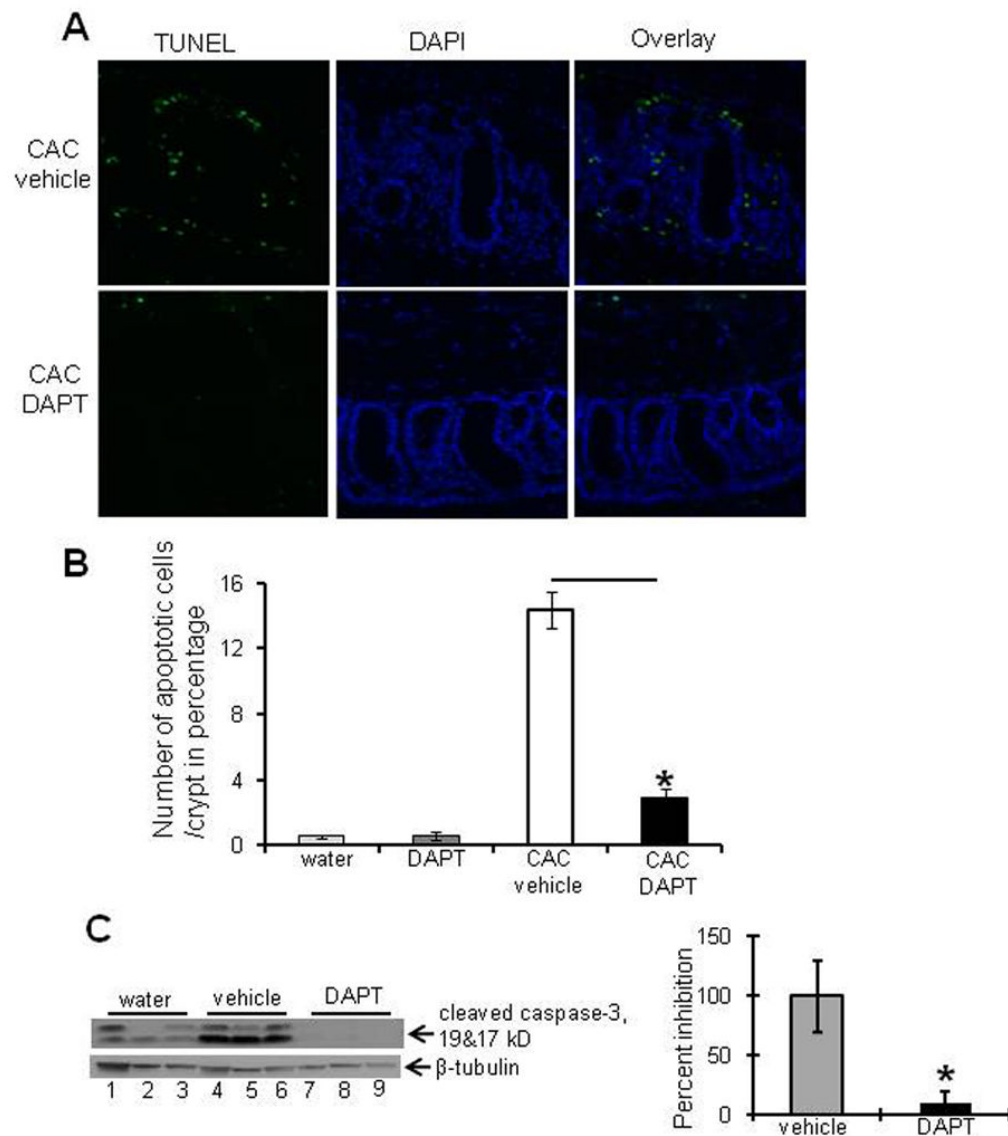 A
TUNEL
DAPI
Overlay
CAC
vehicle
CAC
DAPT
B
Number of apoptotic cells
/crypt in percentage
16
12
8
4
0
*
water
DAPT
CAC
vehicle
CAC
DAPT
C
water
vehicle
DAPT
cleaved caspase-3,
19&17 kD
β-tubulin
1 2 3 4 5 6 7 8 9
Percent inhibition
150
100
50
0
*
vehicle
DAPT